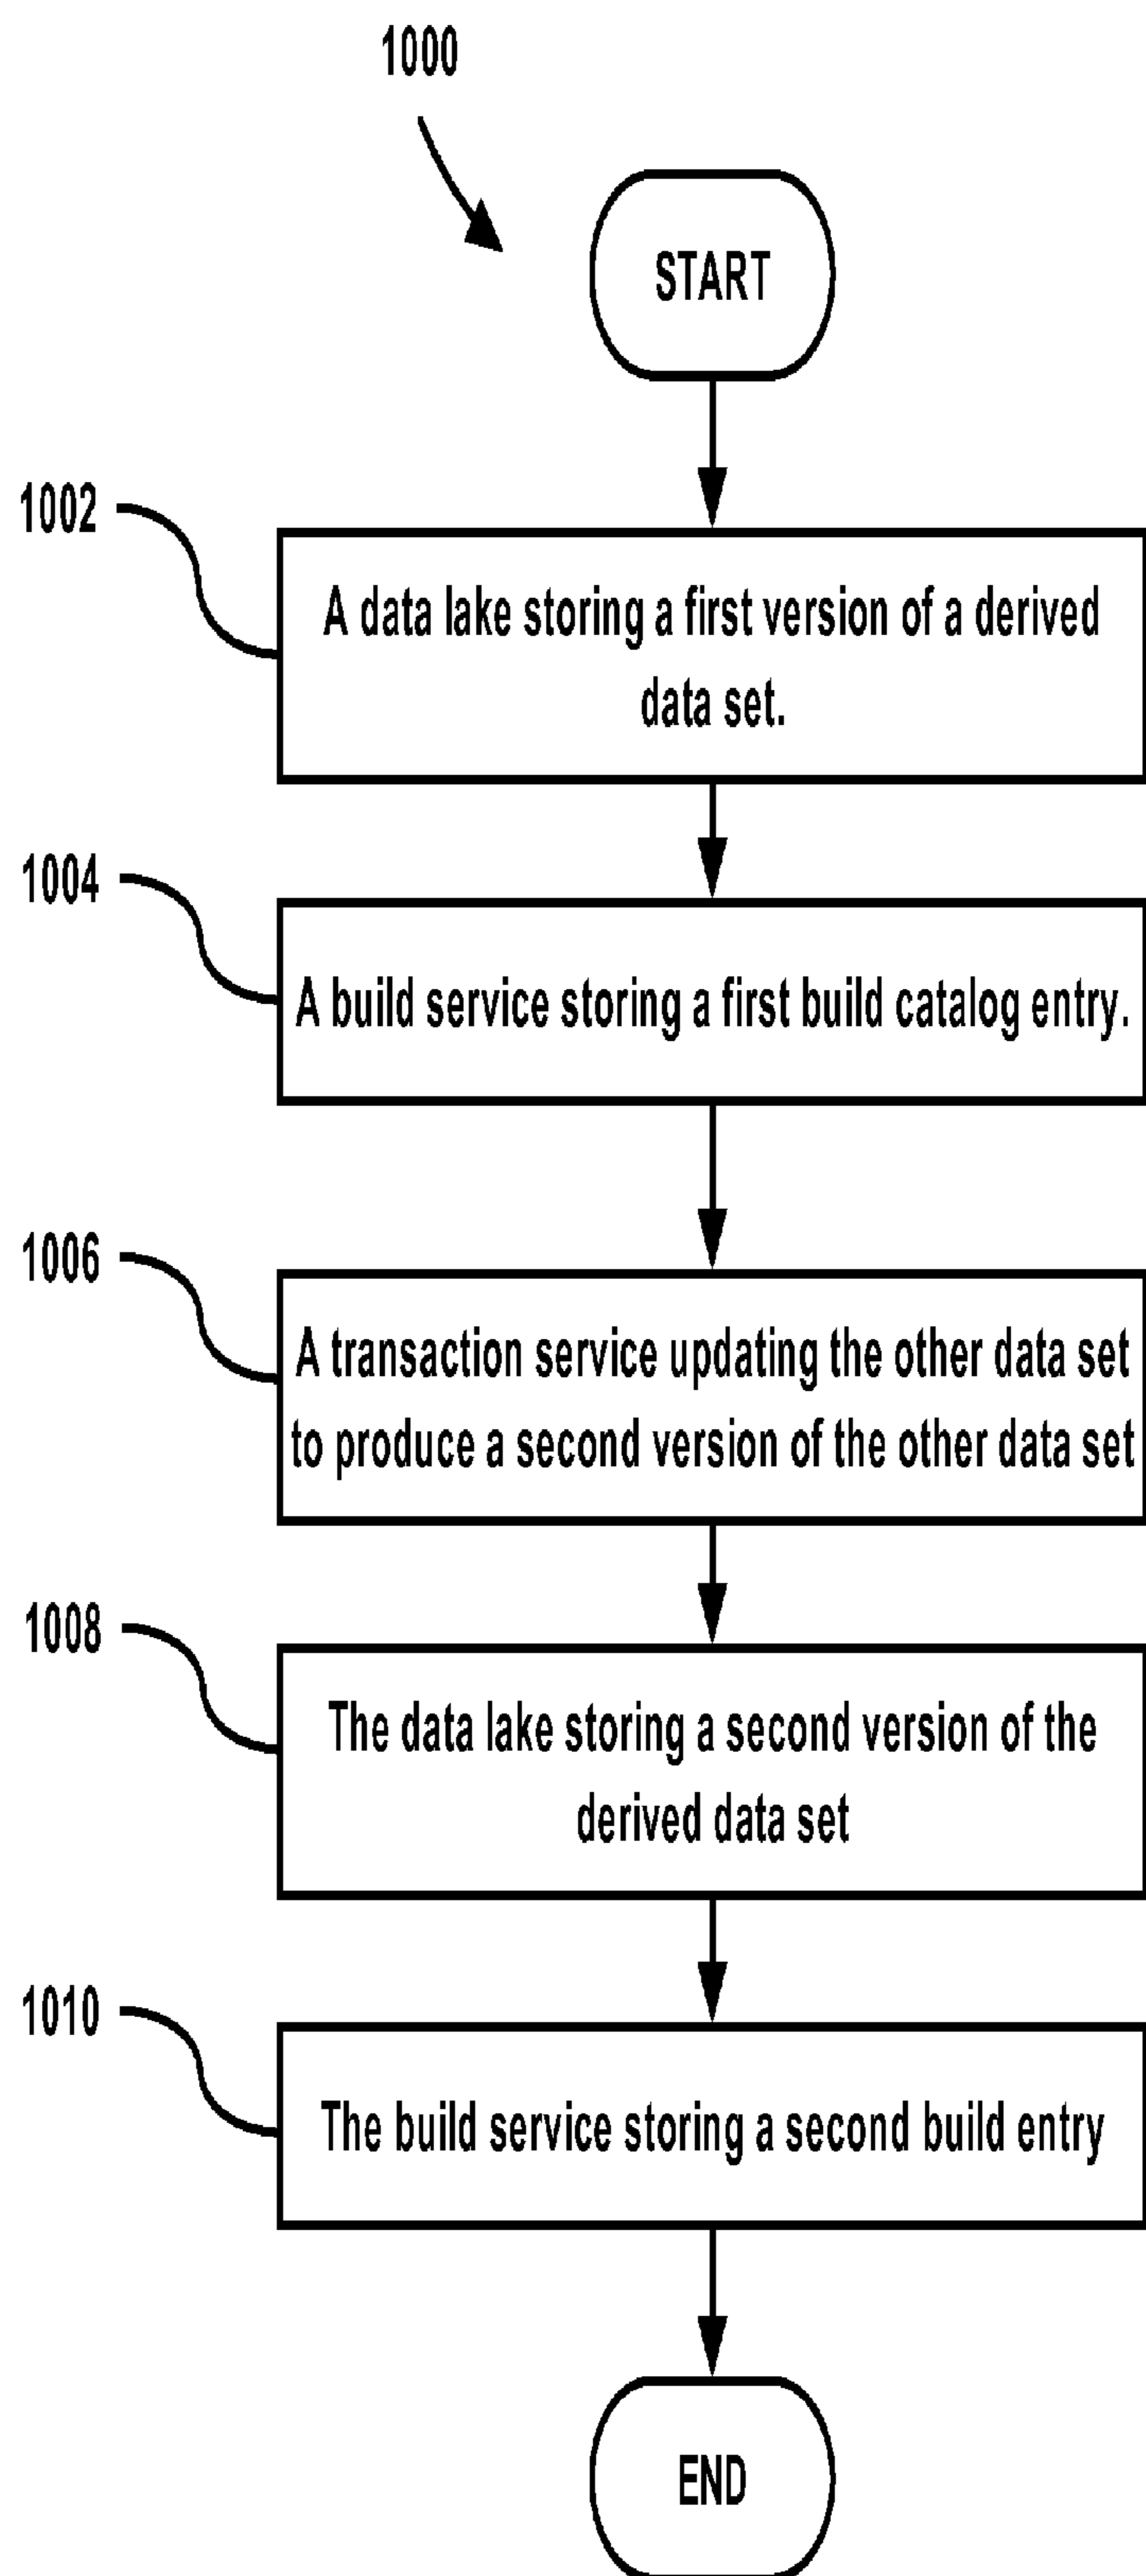 1000
START
1002
A data lake storing a first version of a derived
data set.
1004
A build service storing a first build catalog entry.
1006
A transaction service updating the other data set
to produce a second version of the other data set
1008
The data lake storing a second version of the
derived data set
1010
The build service storing a second build entry
END